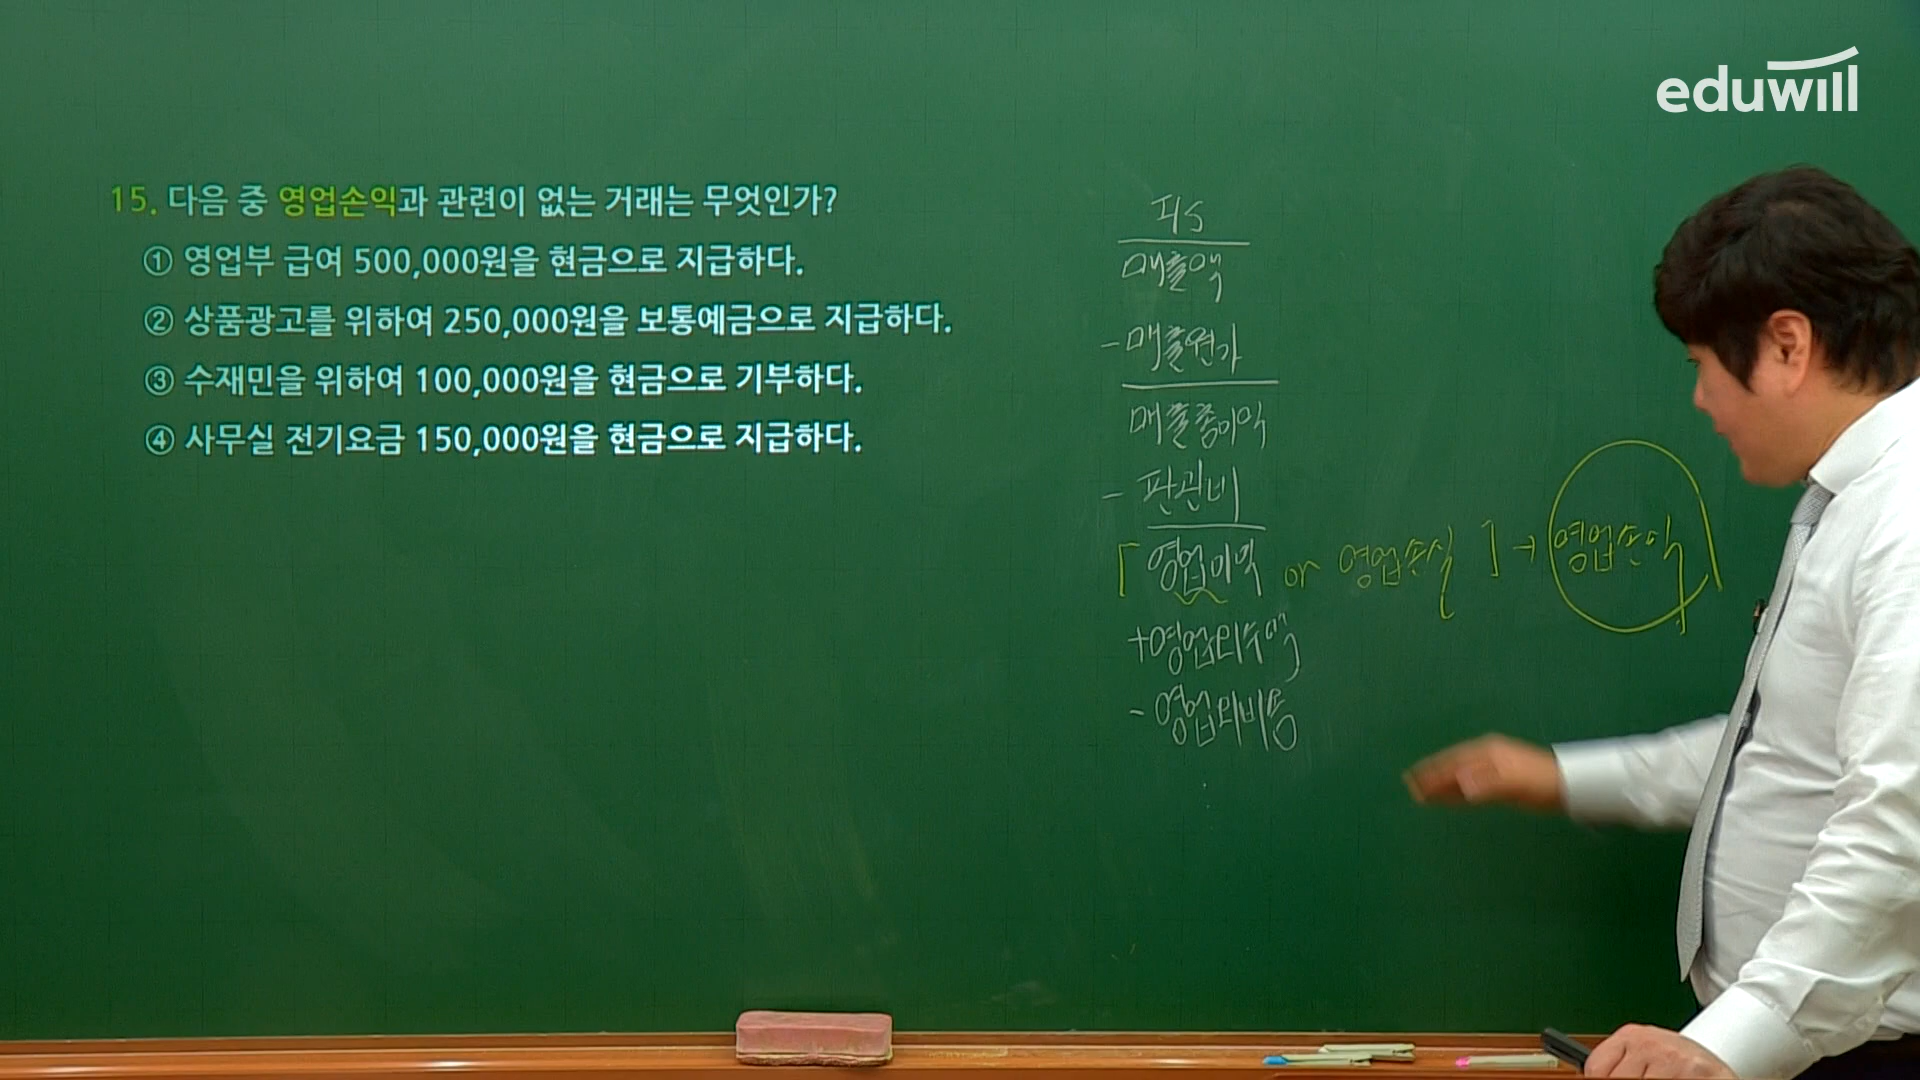 eduwill
15. 다음 중 영업손익과 관련이 없는 거래는 무엇인가?
① 영업부 급여 500,000원을 현금으로 지급하다.
② 상품광고를 위하여 250,000원을 보통예금으로 지급하다.
③ 수재민을 위하여 100,000원을 현금으로 기부하다.
④ 사무실 전기요금 150,000원을 현금으로 지급하다.
I/S
매출액
- 매출원가
매출총이익
- 판관비
[ 영업이익 or 영업손실 ] → 영업손익
+ 영업외수익
- 영업외비용